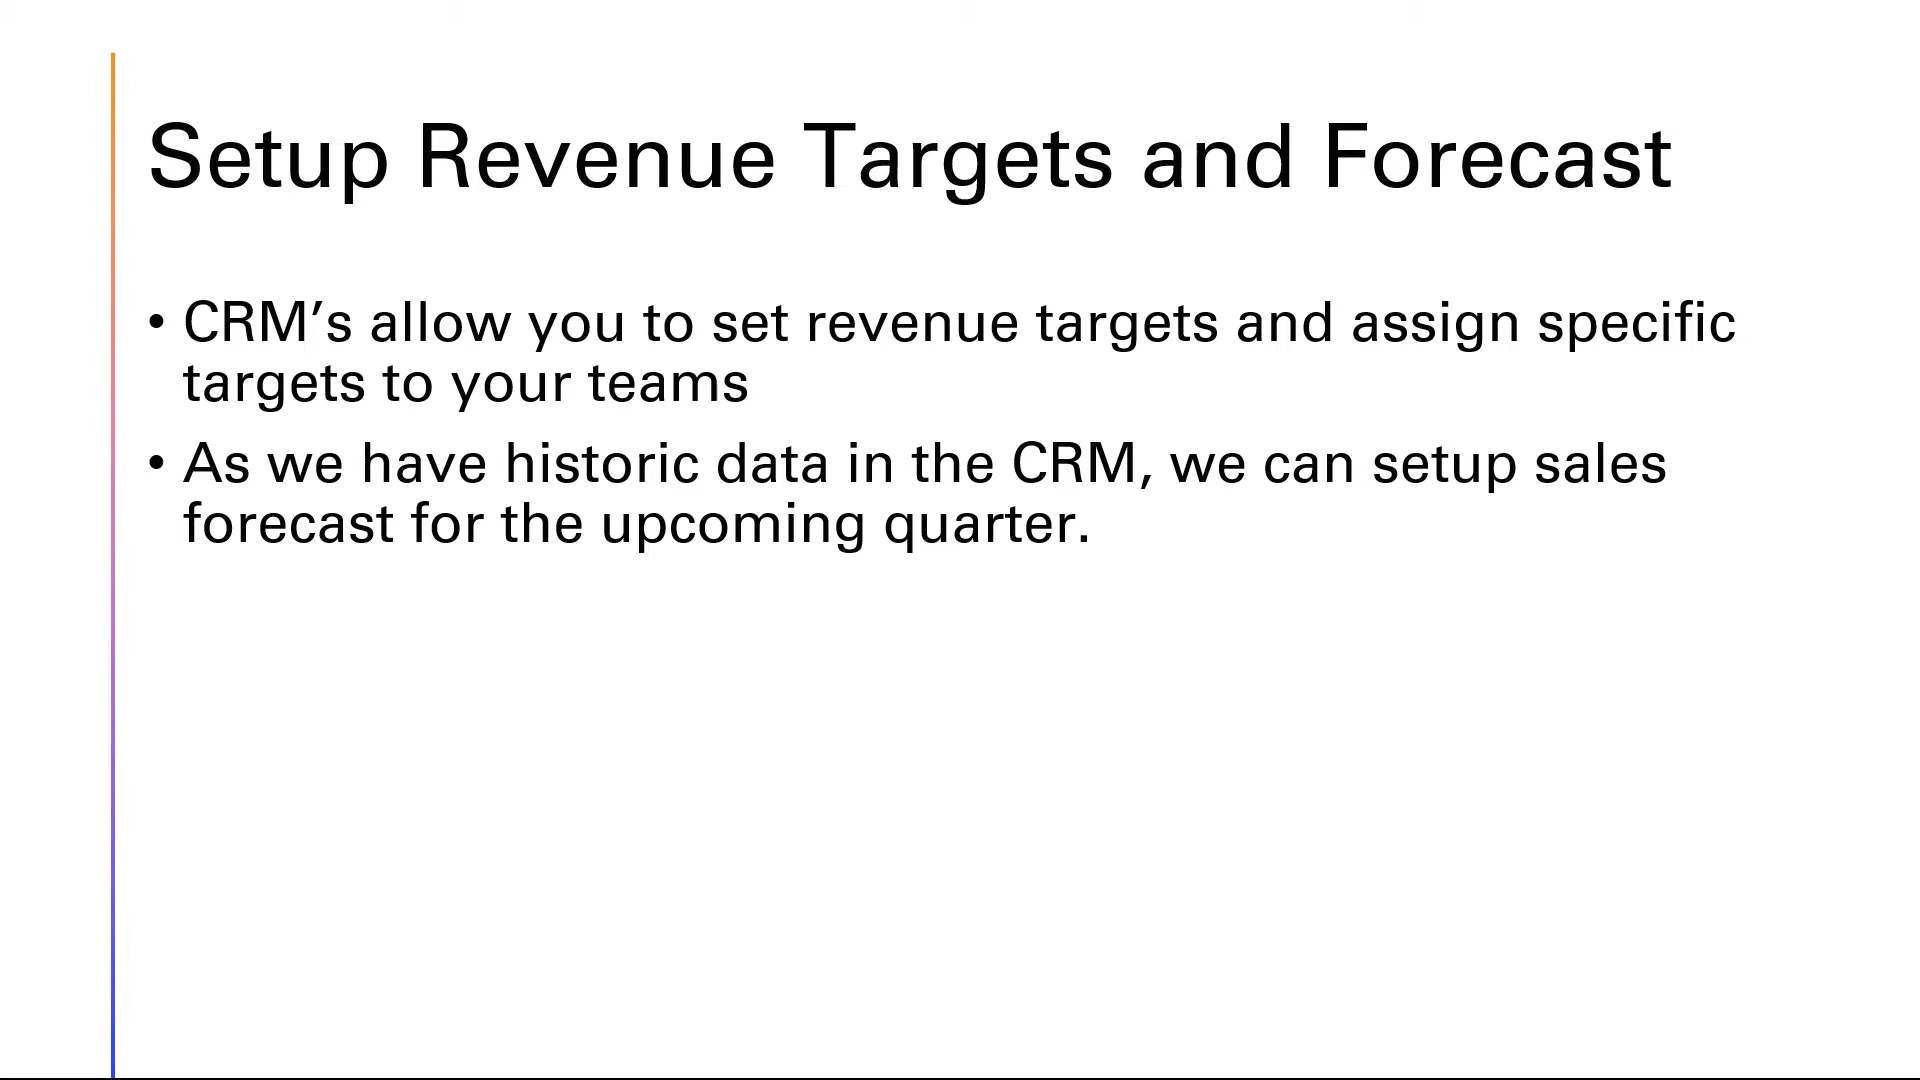 Setup Revenue Targets and Forecast
• CRM’s allow you to set revenue targets and assign specific
targets to your teams
• As we have historic data in the CRM, we can setup sales
forecast for the upcoming quarter.